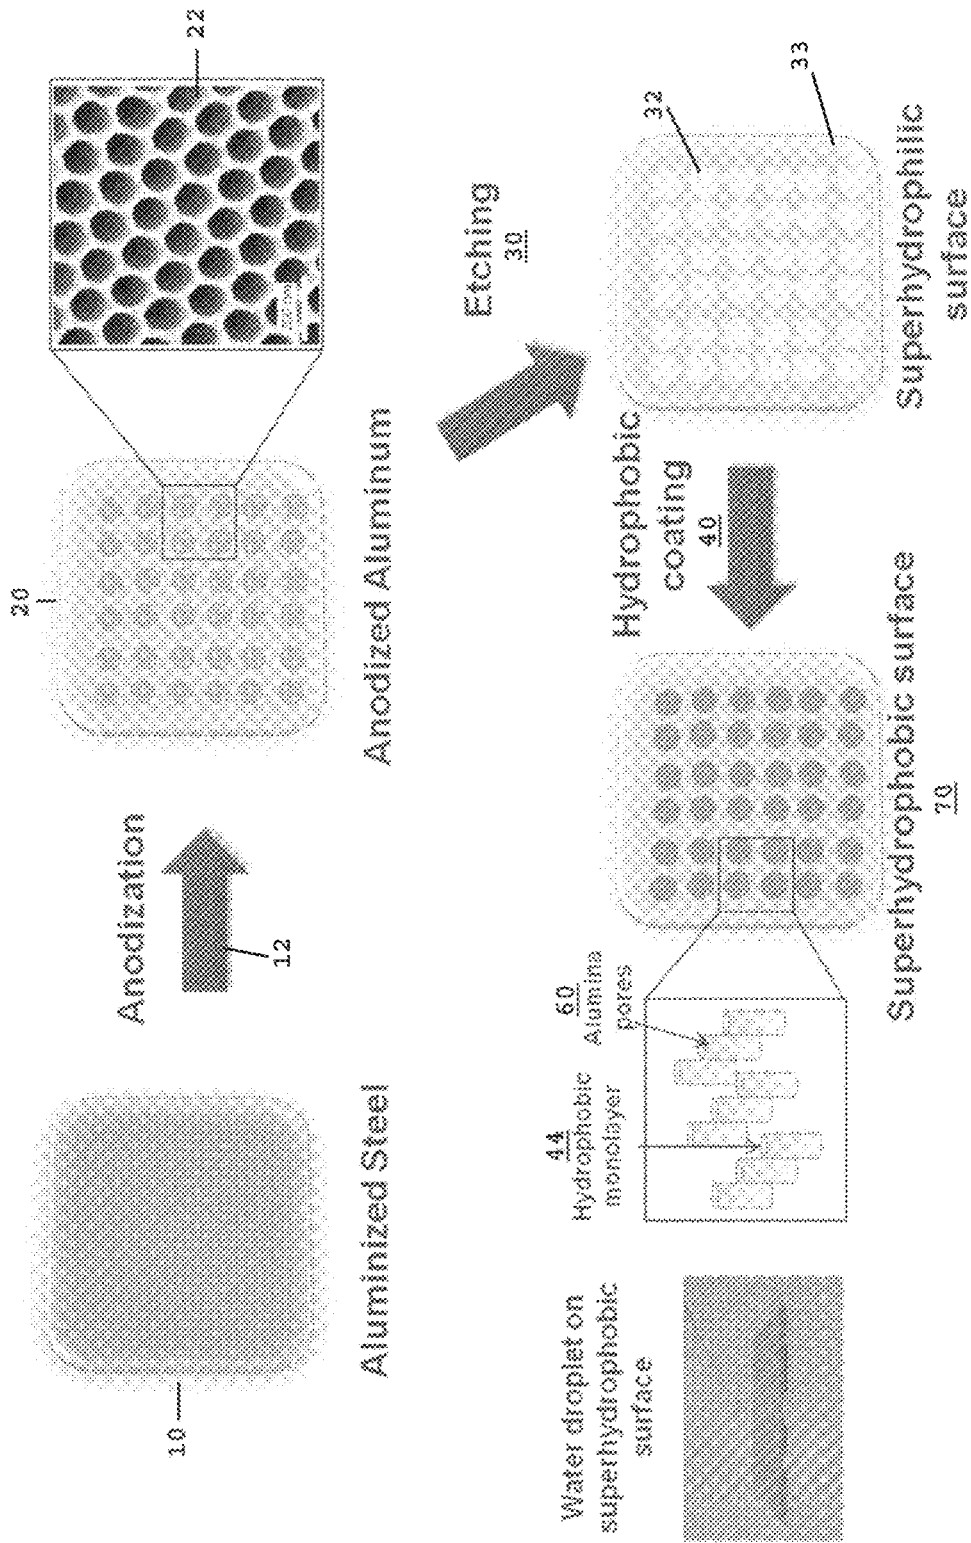 10
Aluminized Steel
Anodization
12
20
Anodized Aluminum
22
Etching
30
32
33
Superhydrophilic
surface
Hydrophobic
coating
40
Superhydrophobic surface
70
60
Alumina
pores
44
Hydrophobic
monolayer
Water droplet on
superhydrophobic
surface